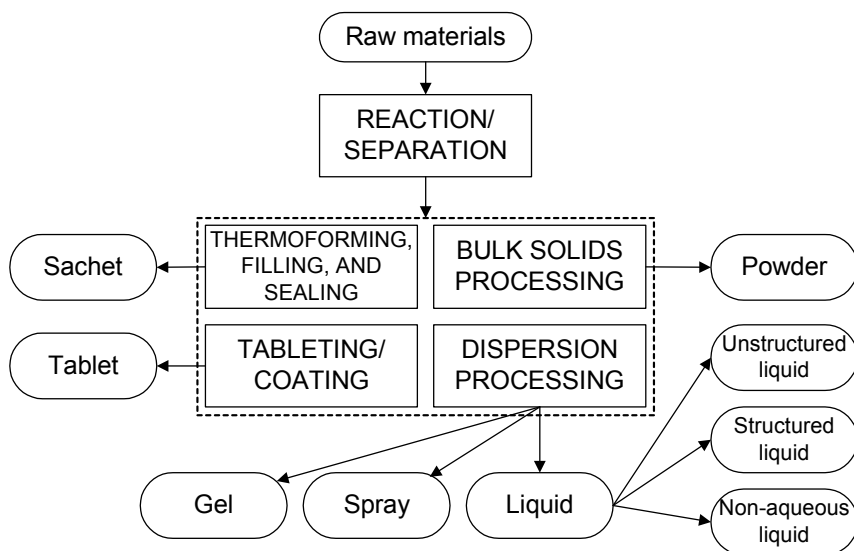 Raw materials
REACTION/
SEPARATION
THERMOFORMING,
FILLING, AND
SEALING
BULK SOLIDS
PROCESSING
Sachet
Powder
TABLETING/
COATING
DISPERSION
PROCESSING
Tablet
Unstructured
liquid
Structured
liquid
Gel
Spray
Liquid
Non-aqueous
liquid